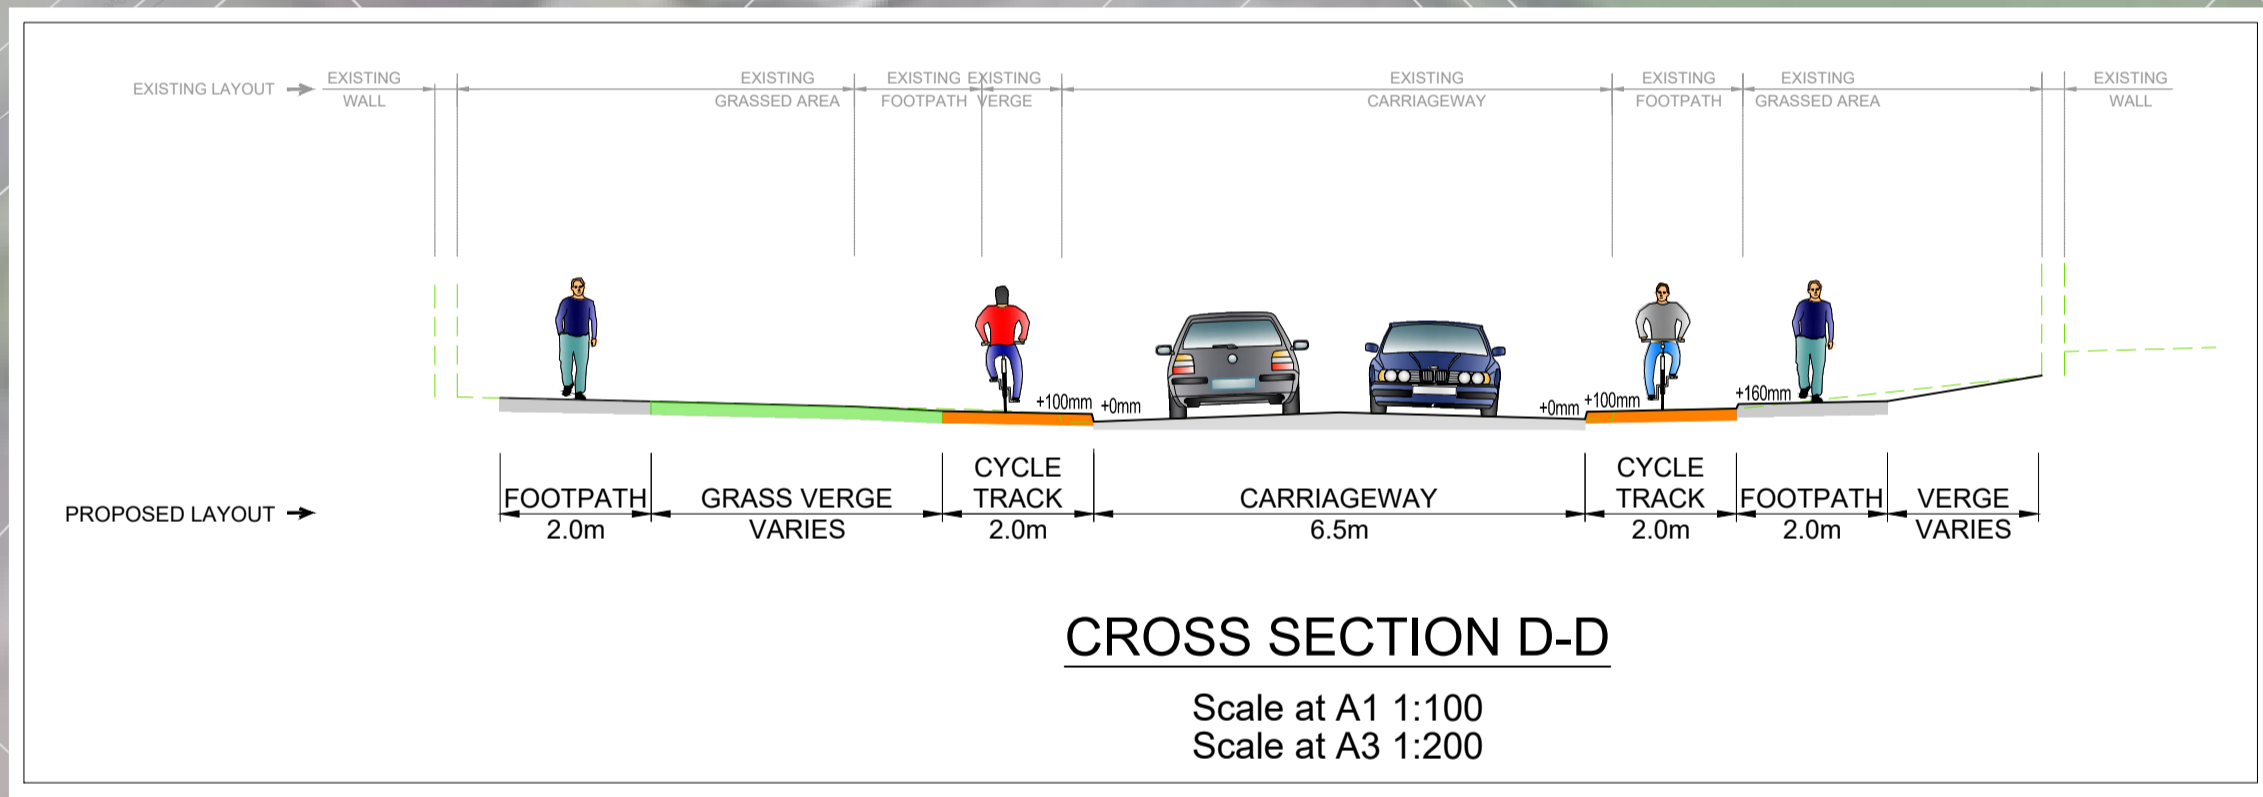 EXISTING LAYOUT
EXISTING
WALL
EXISTING
GRASSED AREA
EXISTING
FOOTPATH
EXISTING
VERGE
EXISTING
CARRIAGEWAY
EXISTING
FOOTPATH
EXISTING
GRASSED AREA
EXISTING
WALL
+100mm
+0mm
+0mm
+100mm
+160mm
PROPOSED LAYOUT
FOOTPATH
2.0m
GRASS VERGE
VARIES
CYCLE
TRACK
2.0m
CARRIAGEWAY
6.5m
CYCLE
TRACK
2.0m
FOOTPATH
2.0m
VERGE
VARIES
CROSS SECTION D-D
Scale at A1 1:100
Scale at A3 1:200